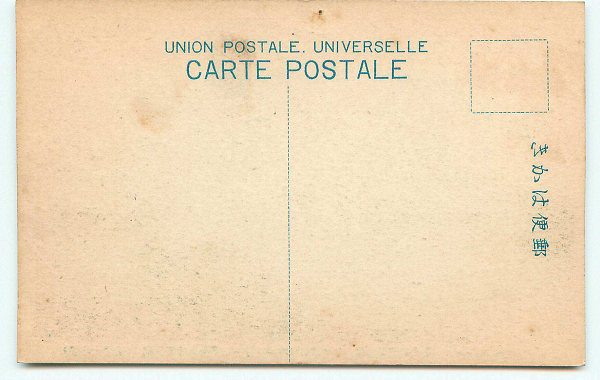 UNION POSTALE. UNIVERSELLE
CARTE POSTALE
郵便はかき